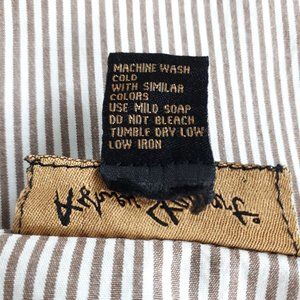 MACHINE WASH
COLD
WITH SIMILAR
COLORS
USE MILD SOAP
DO NOT BLEACH
TUMBLE DRY LOW
LOW IRON